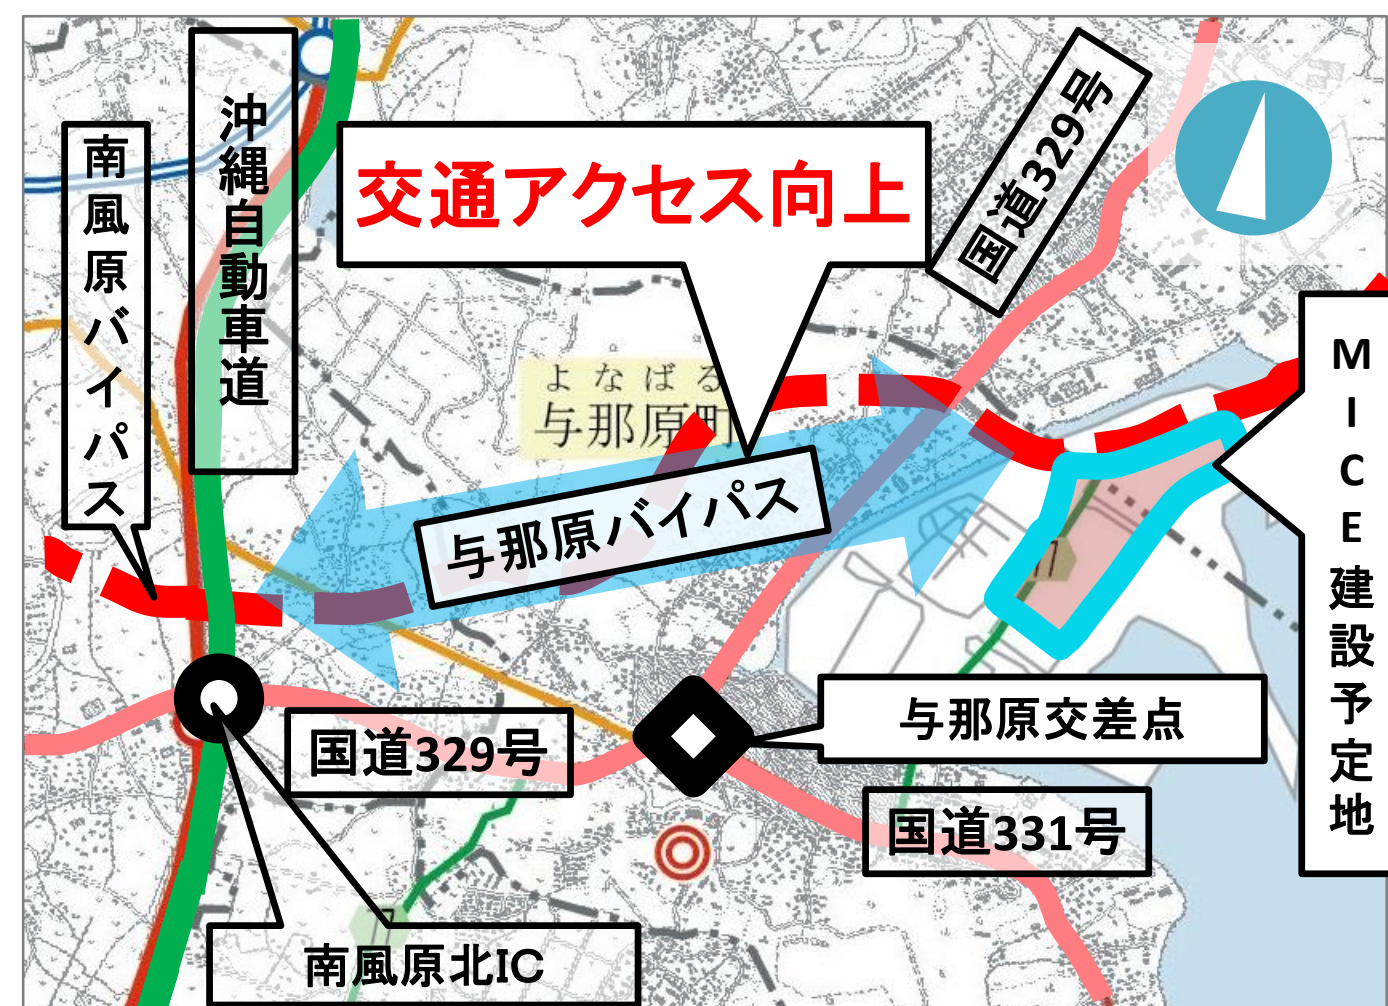 沖縄自動車道
南風原バイパス
交通アクセス向上
国道329号
MICE建設予定地
よなばる
与那原町
与那原バイパス
与那原交差点
国道329号
国道331号
南風原北IC